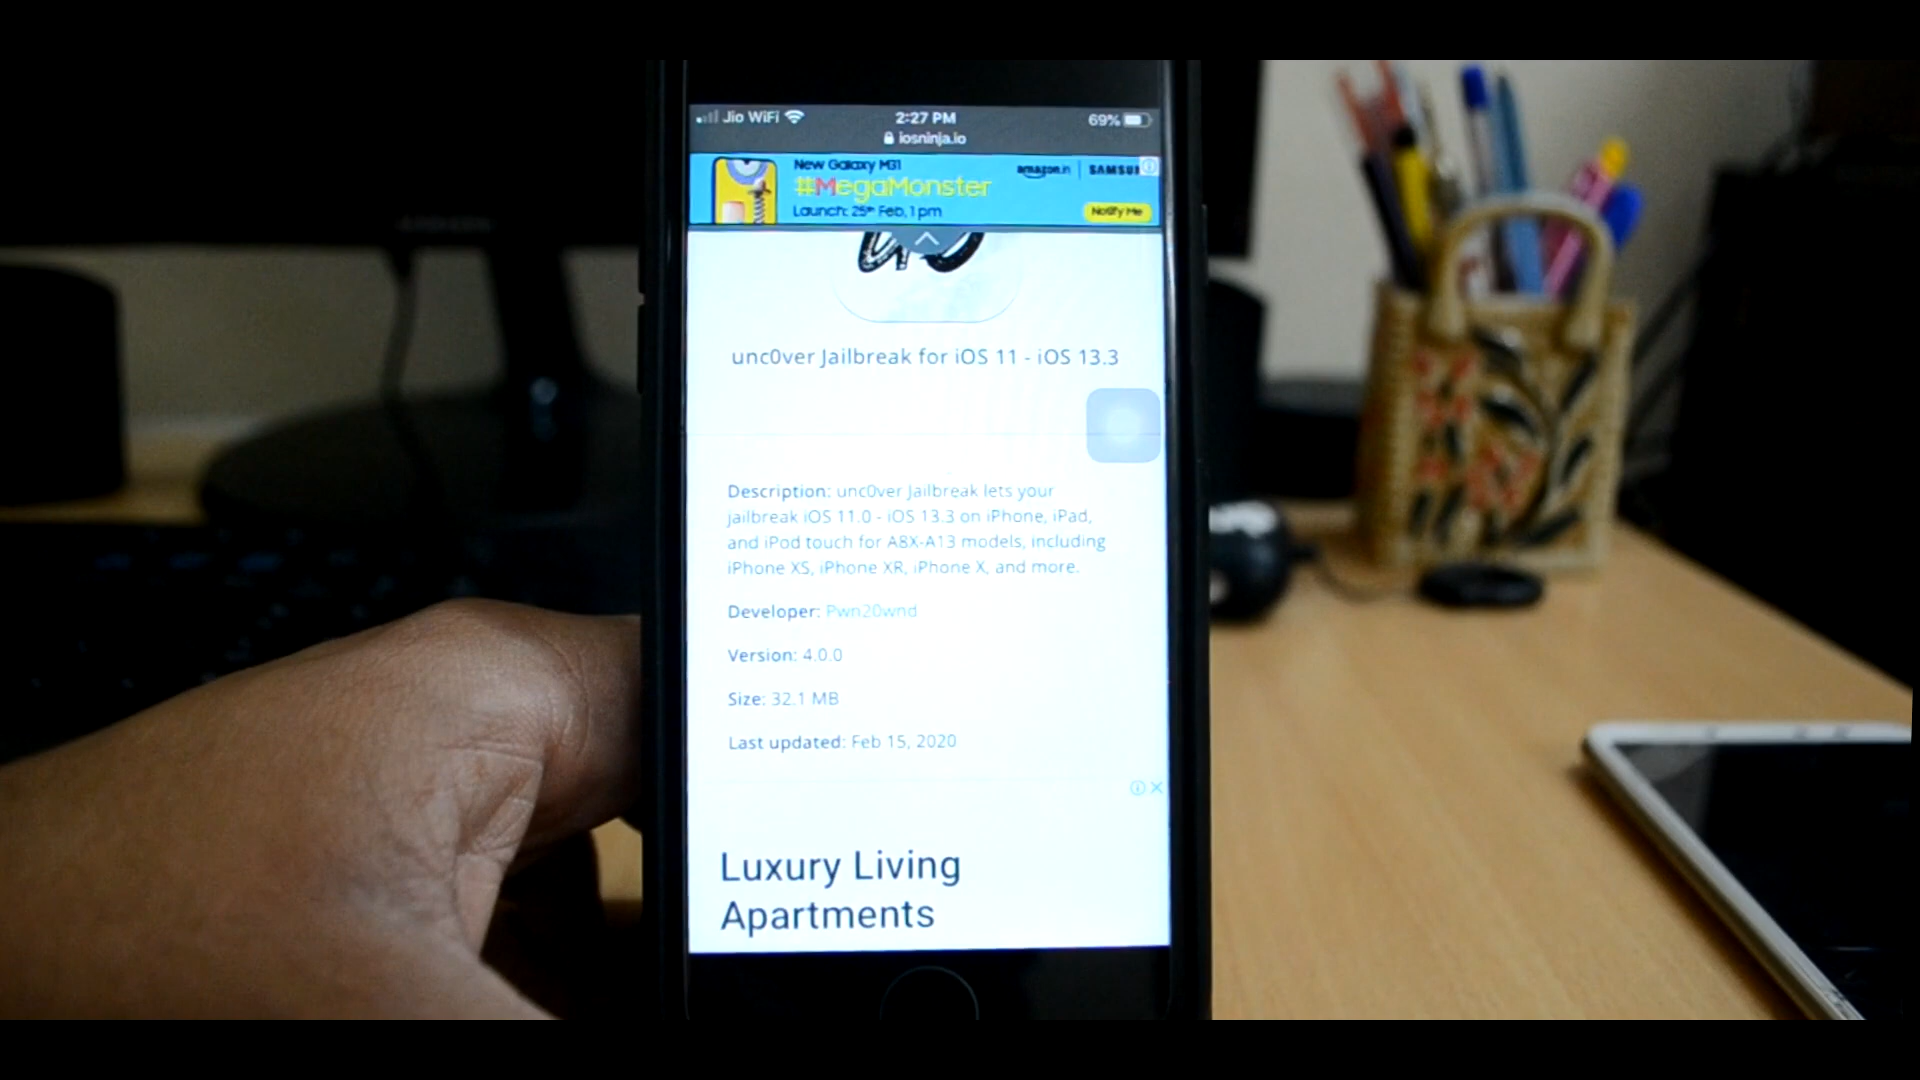 Jio WiFi 2:27 PM 69%
iosninja.io
New Galaxy M31
#MegaMonster
Launch: 25th Feb, 1 pm
amazon.in SAMSU
Notify Me
unc0ver Jailbreak for iOS 11 - iOS 13.3
Description: unc0ver Jailbreak lets your
jailbreak iOS 11.0 - iOS 13.3 on iPhone, iPad,
and iPod touch for A8X-A13 models, including
iPhone XS, iPhone XR, iPhone X, and more.
Developer: Pwn20wnd
Version: 4.0.0
Size: 32.1 MB
Last updated: Feb 15, 2020
Luxury Living
Apartments